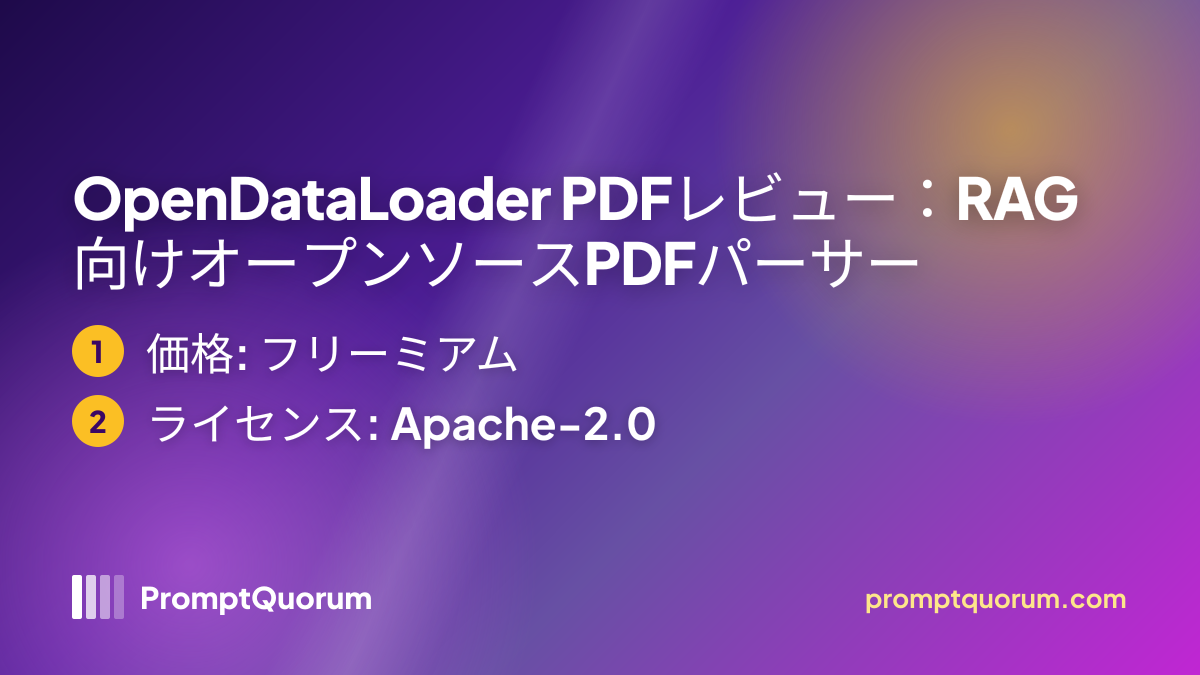 OpenDataLoader PDFレビュー：RAG
向けオープンソースPDFパーサー
1 価格: フリーミアム
2 ライセンス: Apache-2.0
PromptQuorum
promptquorum.com